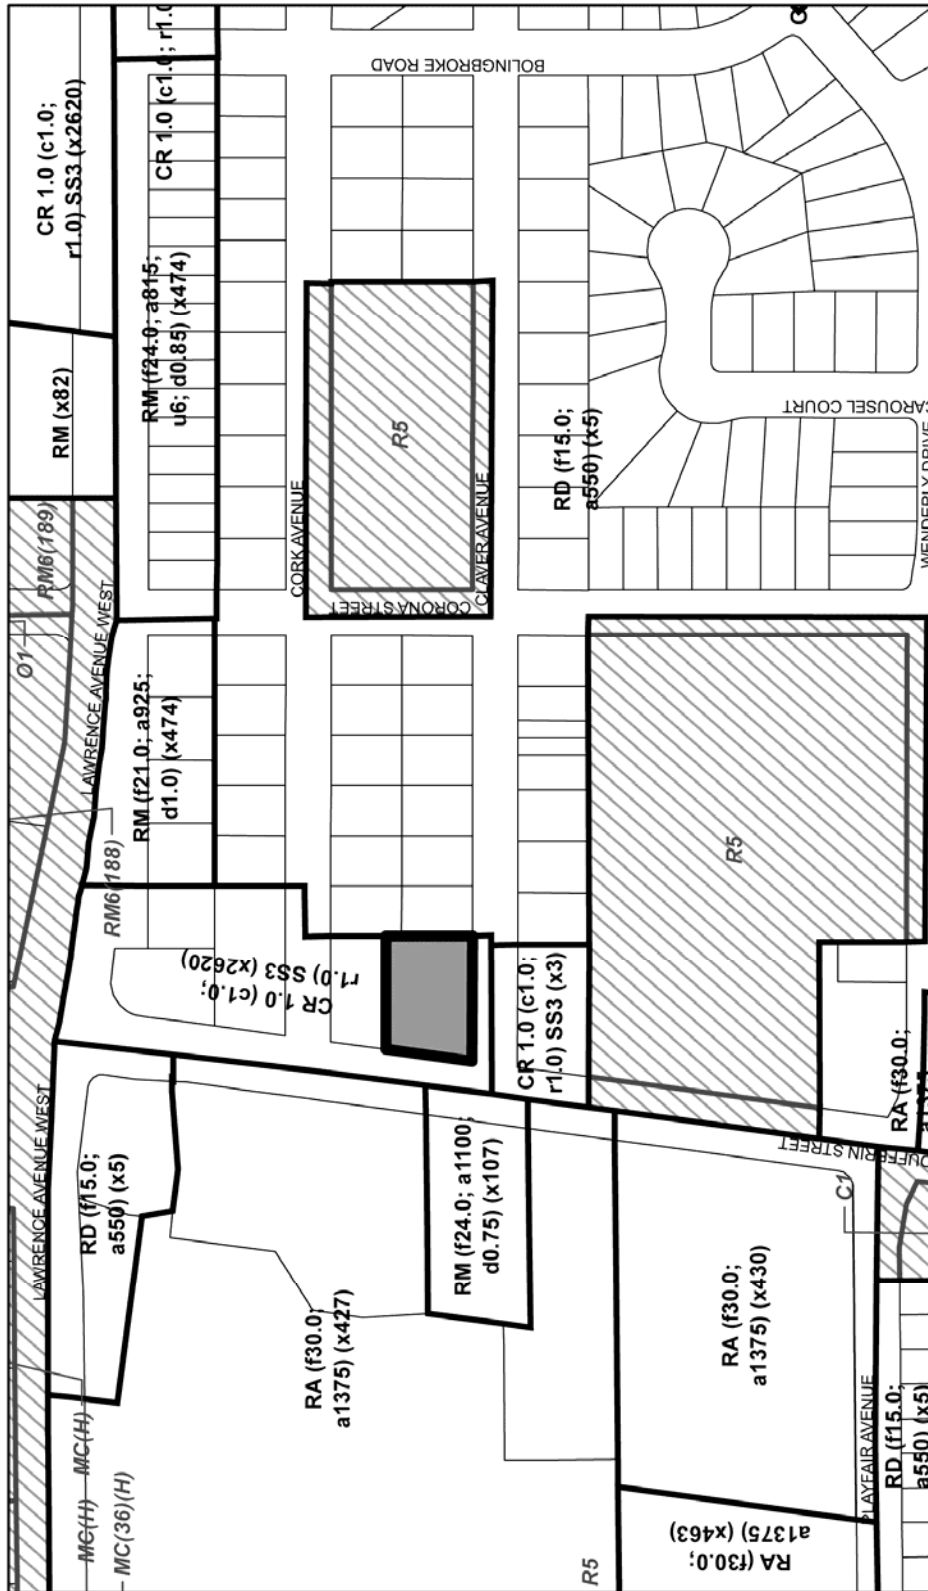 BOLINGBROKE ROAD
CR 1.0 (c1.0;
r1.0) SS3 (x2620)
CR 1.0 (c1.0; r1.0
RM (x82)
RM (f24.0; a815;
u6; d0.85) (x474)
R5
RD (f15.0;
a550) (x5)
CAROUSEL COURT
WENDERLY DRIVE
CORK AVENUE
CLAVER AVENUE
CORONA STREET
RM6(189)
O1
LAWRENCE AVENUE WEST
RM (f21.0; a925;
d1.0) (x474)
RM6(188)
R5
CR 1.0 (c1.0;
r1.0) SS3 (x2620)
CR 1.0 (c1.0;
r1.0) SS3 (x3)
RA (f30.0;
a1375
DUFFERIN STREET
DUFFERIN
LAWRENCE AVENUE WEST
RD (f15.0;
a550) (x5)
RM (f24.0; a1100;
d0.75) (x107)
C1
RA (f30.0;
a1375) (x427)
RA (f30.0;
a1375) (x430)
PLAYFAIR AVENUE
RD (f15.0;
a550) (x5)
MC(H)
MC(H)
MC(36)(H)
R5
RA (f30.0;
a1375) (x463)